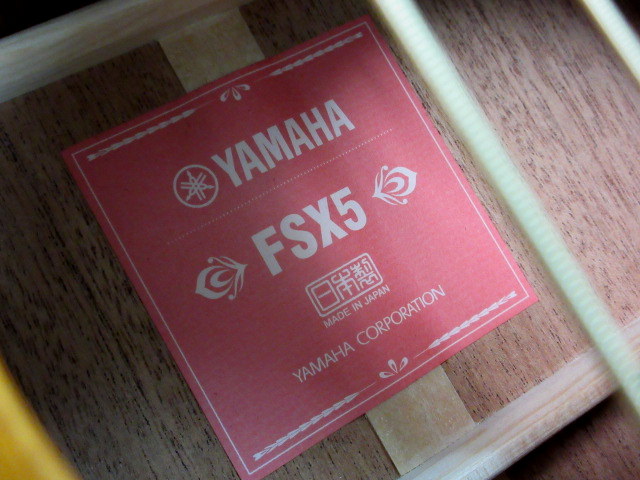 YAMAHA
FSX5
日本製
MADE IN JAPAN
YAMAHA CORPORATION